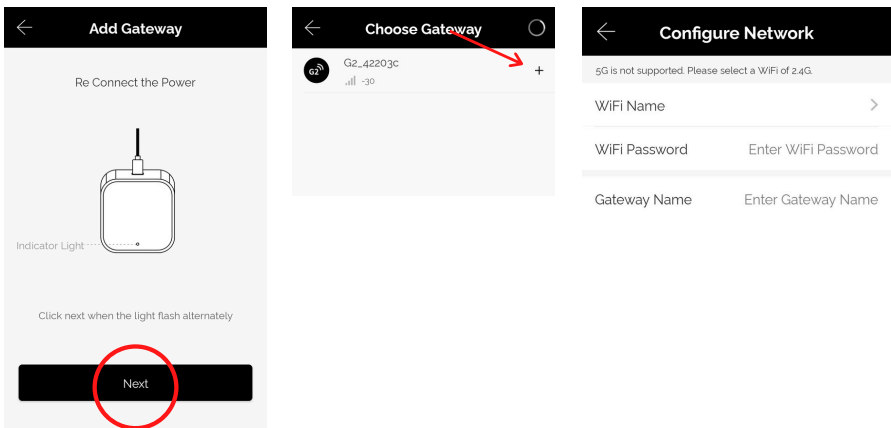 Add Gateway
Re Connect the Power
Indicator Light
Click next when the light flash alternately
Next
Choose Gateway
G2
G2_42203c
-30
+
Configure Network
5G is not supported. Please select a WiFi of 2.4G.
WiFi Name
WiFi Password Enter WiFi Password
Gateway Name Enter Gateway Name